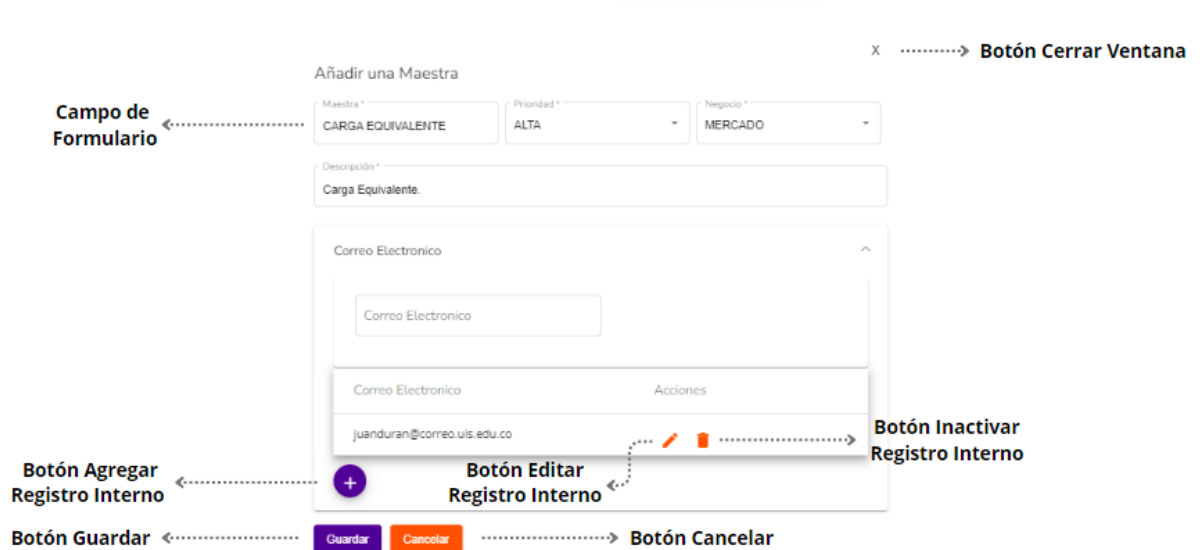 X
Botón Cerrar Ventana
Añadir una Maestra
Campo de
Formulario
Maestra *
CARGA EQUIVALENTE
Prioridad *
ALTA
Negocio *
MERCADO
Descripción *
Carga Equivalente.
Correo Electronico
Correo Electronico
Correo Electronico
Acciones
juanduran@correo.uis.edu.co
Botón Inactivar
Registro Interno
Botón Agregar
Registro Interno
+
Botón Editar
Registro Interno
Botón Guardar
Guardar
Cancelar
Botón Cancelar